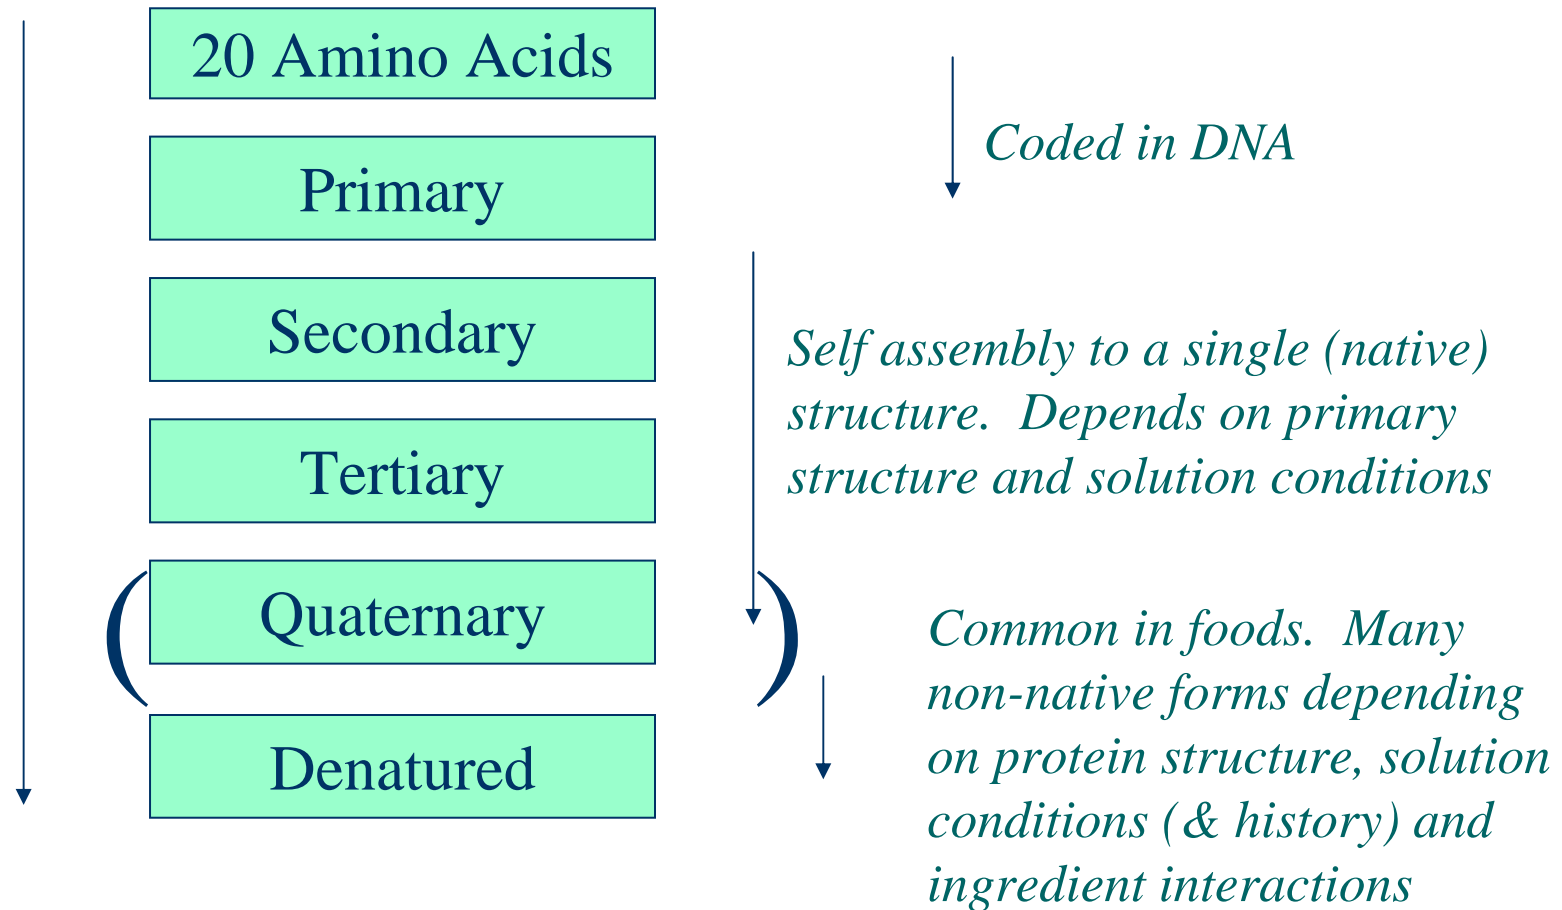 20 Amino Acids
Coded in DNA
Primary
Secondary
Self assembly to a single (native)
structure. Depends on primary
structure and solution conditions
Tertiary
( Quaternary )
Common in foods. Many
non-native forms depending
on protein structure, solution
conditions (& history) and
ingredient interactions
Denatured